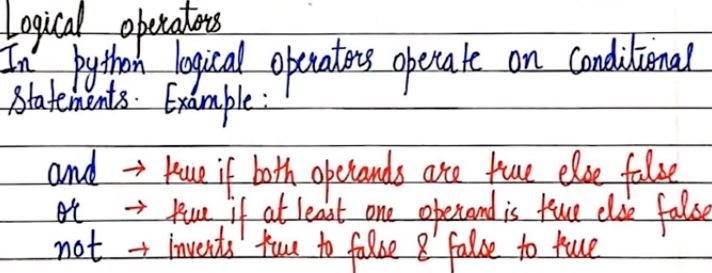 Logical operators
In python logical operators operate on Conditional
Statements. Example:
and → true if both operands are true else false
or → true if at least one operand is true else false
not → inverts true to false & false to true